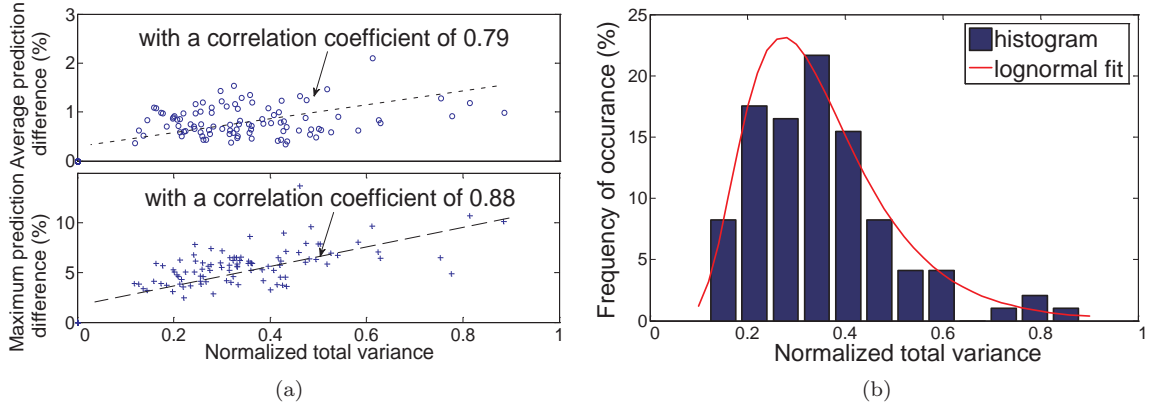 3
2
1
0
Average prediction
difference (%)
with a correlation coefficient of 0.79
10
5
0
Maximum prediction
difference (%)
with a correlation coefficient of 0.88
0 0.2 0.4 0.6 0.8 1
Normalized total variance
(a)
25
20
15
10
5
0
Frequency of occurance (%)
histogram
lognormal fit
0 0.2 0.4 0.6 0.8 1
Normalized total variance
(b)